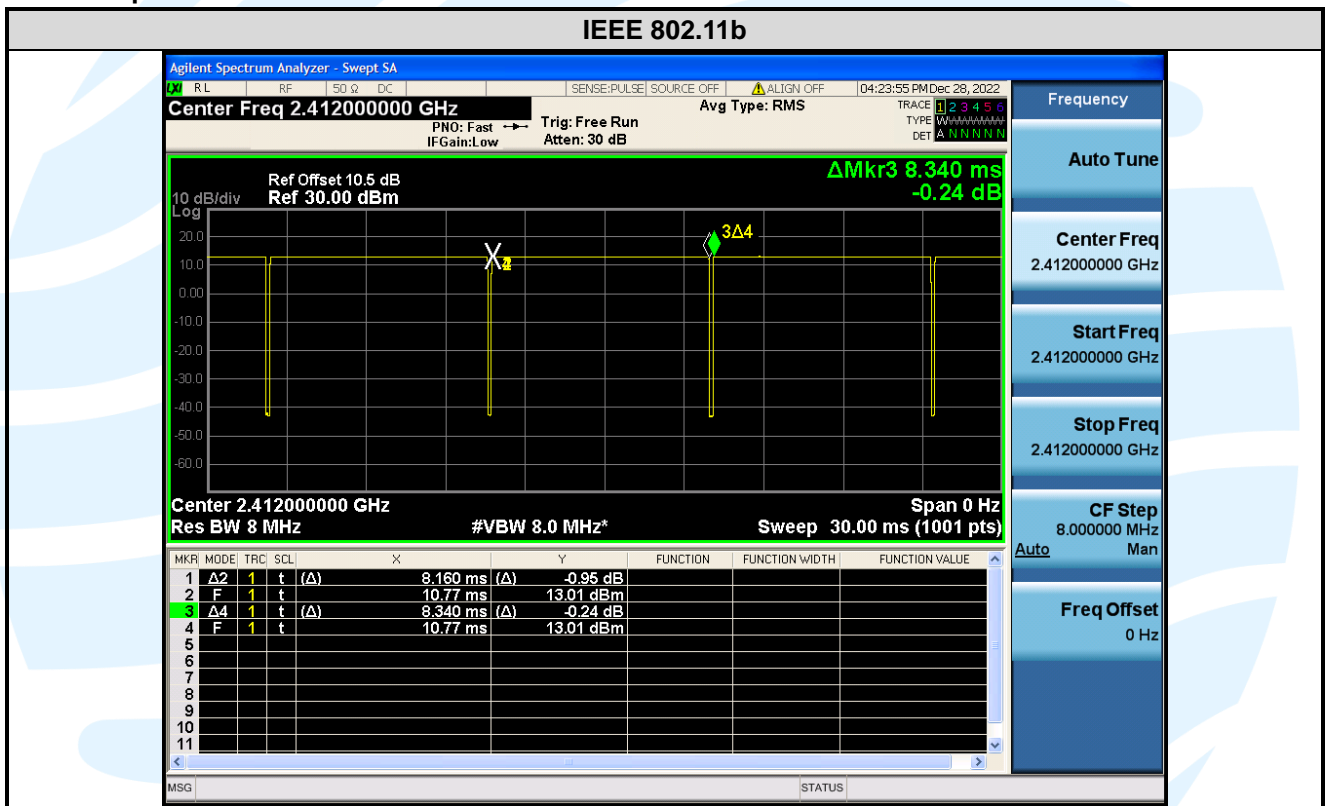 IEEE 802.11b
Agilent Spectrum Analyzer - Swept SA
LXI RL RF 50 Ω DC SENSE:PULSE SOURCE OFF ⚠ ALIGN OFF 04:23:55 PM Dec 28, 2022
Center Freq 2.412000000 GHz Avg Type: RMS TRACE 1 2 3 4 5 6
PNO: Fast Trig: Free Run TYPE WWWWWW
IFGain:Low Atten: 30 dB DET A N N N N N
Frequency
Auto Tune
Center Freq
2.412000000 GHz
Start Freq
2.412000000 GHz
Stop Freq
2.412000000 GHz
CF Step
8.000000 MHz
Auto Man
Freq Offset
0 Hz
ΔMkr3 8.340 ms
-0.24 dB
Ref Offset 10.5 dB
10 dB/div Ref 30.00 dBm
Log
20.0
10.0
0.00
-10.0
-20.0
-30.0
-40.0
-50.0
-60.0
3Δ4
Center 2.412000000 GHz Span 0 Hz
Res BW 8 MHz #VBW 8.0 MHz* Sweep 30.00 ms (1001 pts)
MKR MODE TRC SCL X Y FUNCTION FUNCTION WIDTH FUNCTION VALUE
1 Δ2 1 t (Δ) 8.160 ms (Δ) -0.95 dB
2 F 1 t 10.77 ms 13.01 dBm
3 Δ4 1 t (Δ) 8.340 ms (Δ) -0.24 dB
4 F 1 t 10.77 ms 13.01 dBm
5
6
7
8
9
10
11
MSG STATUS